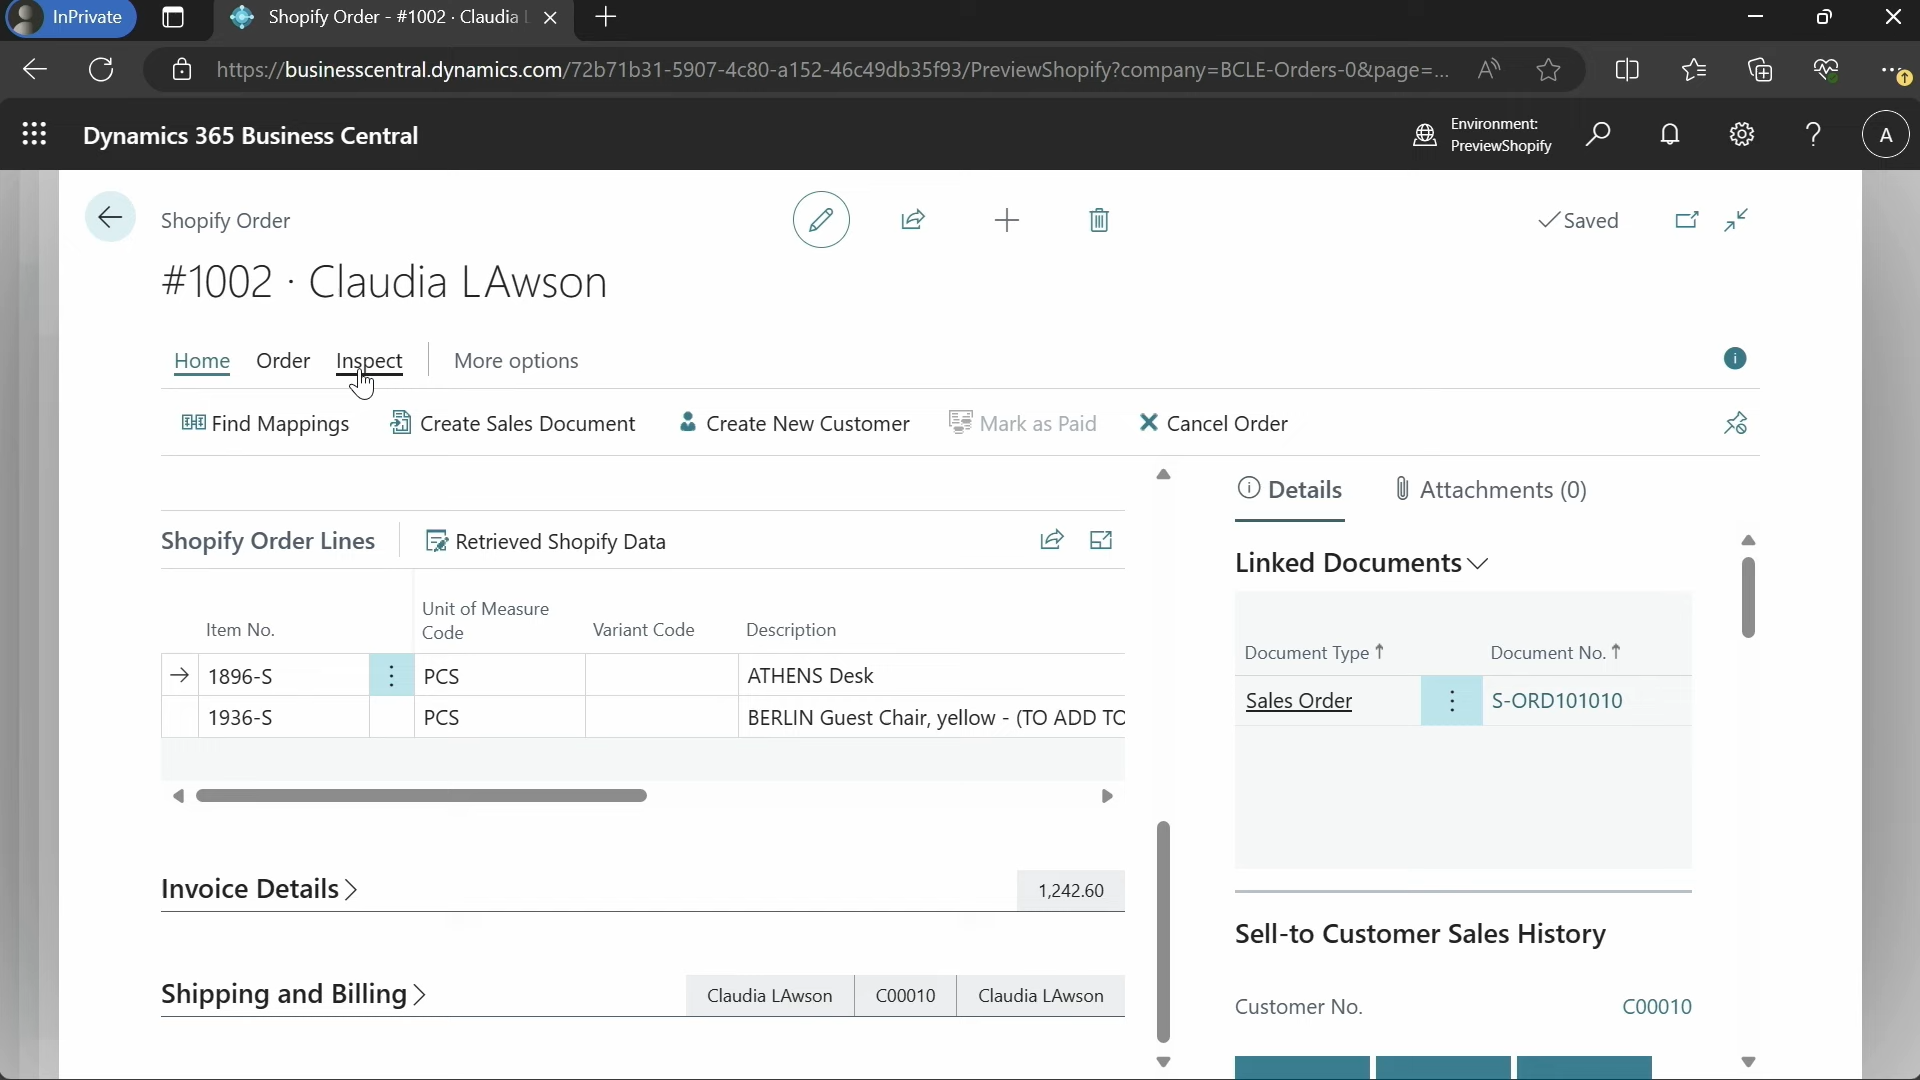 InPrivate
Shopify Order - #1002 · Claudia L
https://businesscentral.dynamics.com/72b71b31-5907-4c80-a152-46c49db35f93/PreviewShopify?company=BCLE-Orders-0&page=...
Dynamics 365 Business Central
Environment:
PreviewShopify
A
Shopify Order
Saved
#1002 · Claudia LAwson
Home Order Inspect More options
Find Mappings Create Sales Document Create New Customer Mark as Paid Cancel Order
Details Attachments (0)
Shopify Order Lines Retrieved Shopify Data
Linked Documents
Item No. Unit of Measure Code Variant Code Description
1896-S PCS ATHENS Desk
1936-S PCS BERLIN Guest Chair, yellow - (TO ADD TO
Document Type ↑ Document No. ↑
Sales Order S-ORD101010
Invoice Details 1,242.60
Sell-to Customer Sales History
Shipping and Billing Claudia LAwson C00010 Claudia LAwson
Customer No. C00010